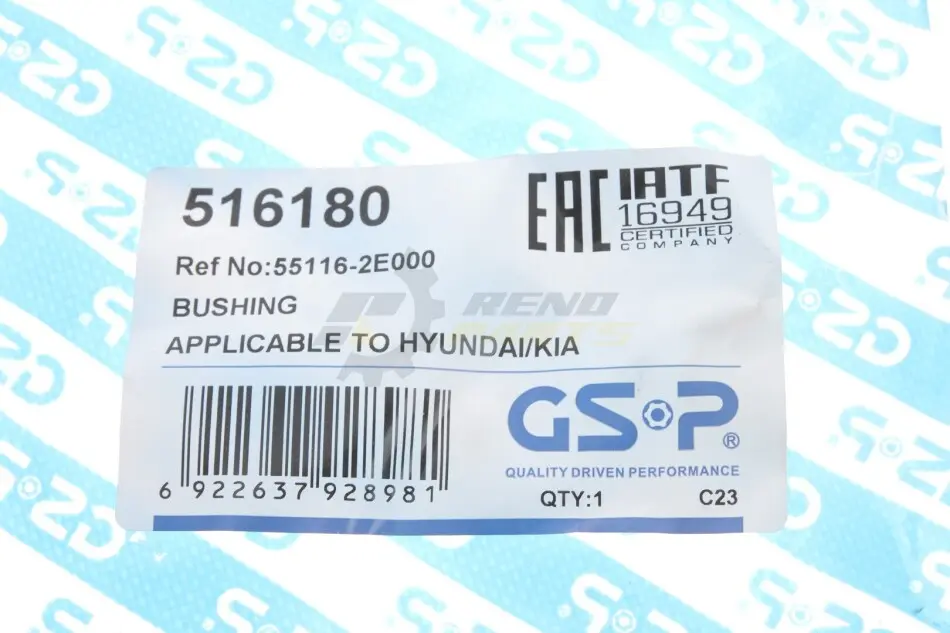 516180
EAC
IATF
16949
CERTIFIED
COMPANY
Ref No:55116-2E000
BUSHING
APPLICABLE TO HYUNDAI/KIA
RENO
PARTS
6 922637 928981
GSP®
QUALITY DRIVEN PERFORMANCE
QTY:1
C23